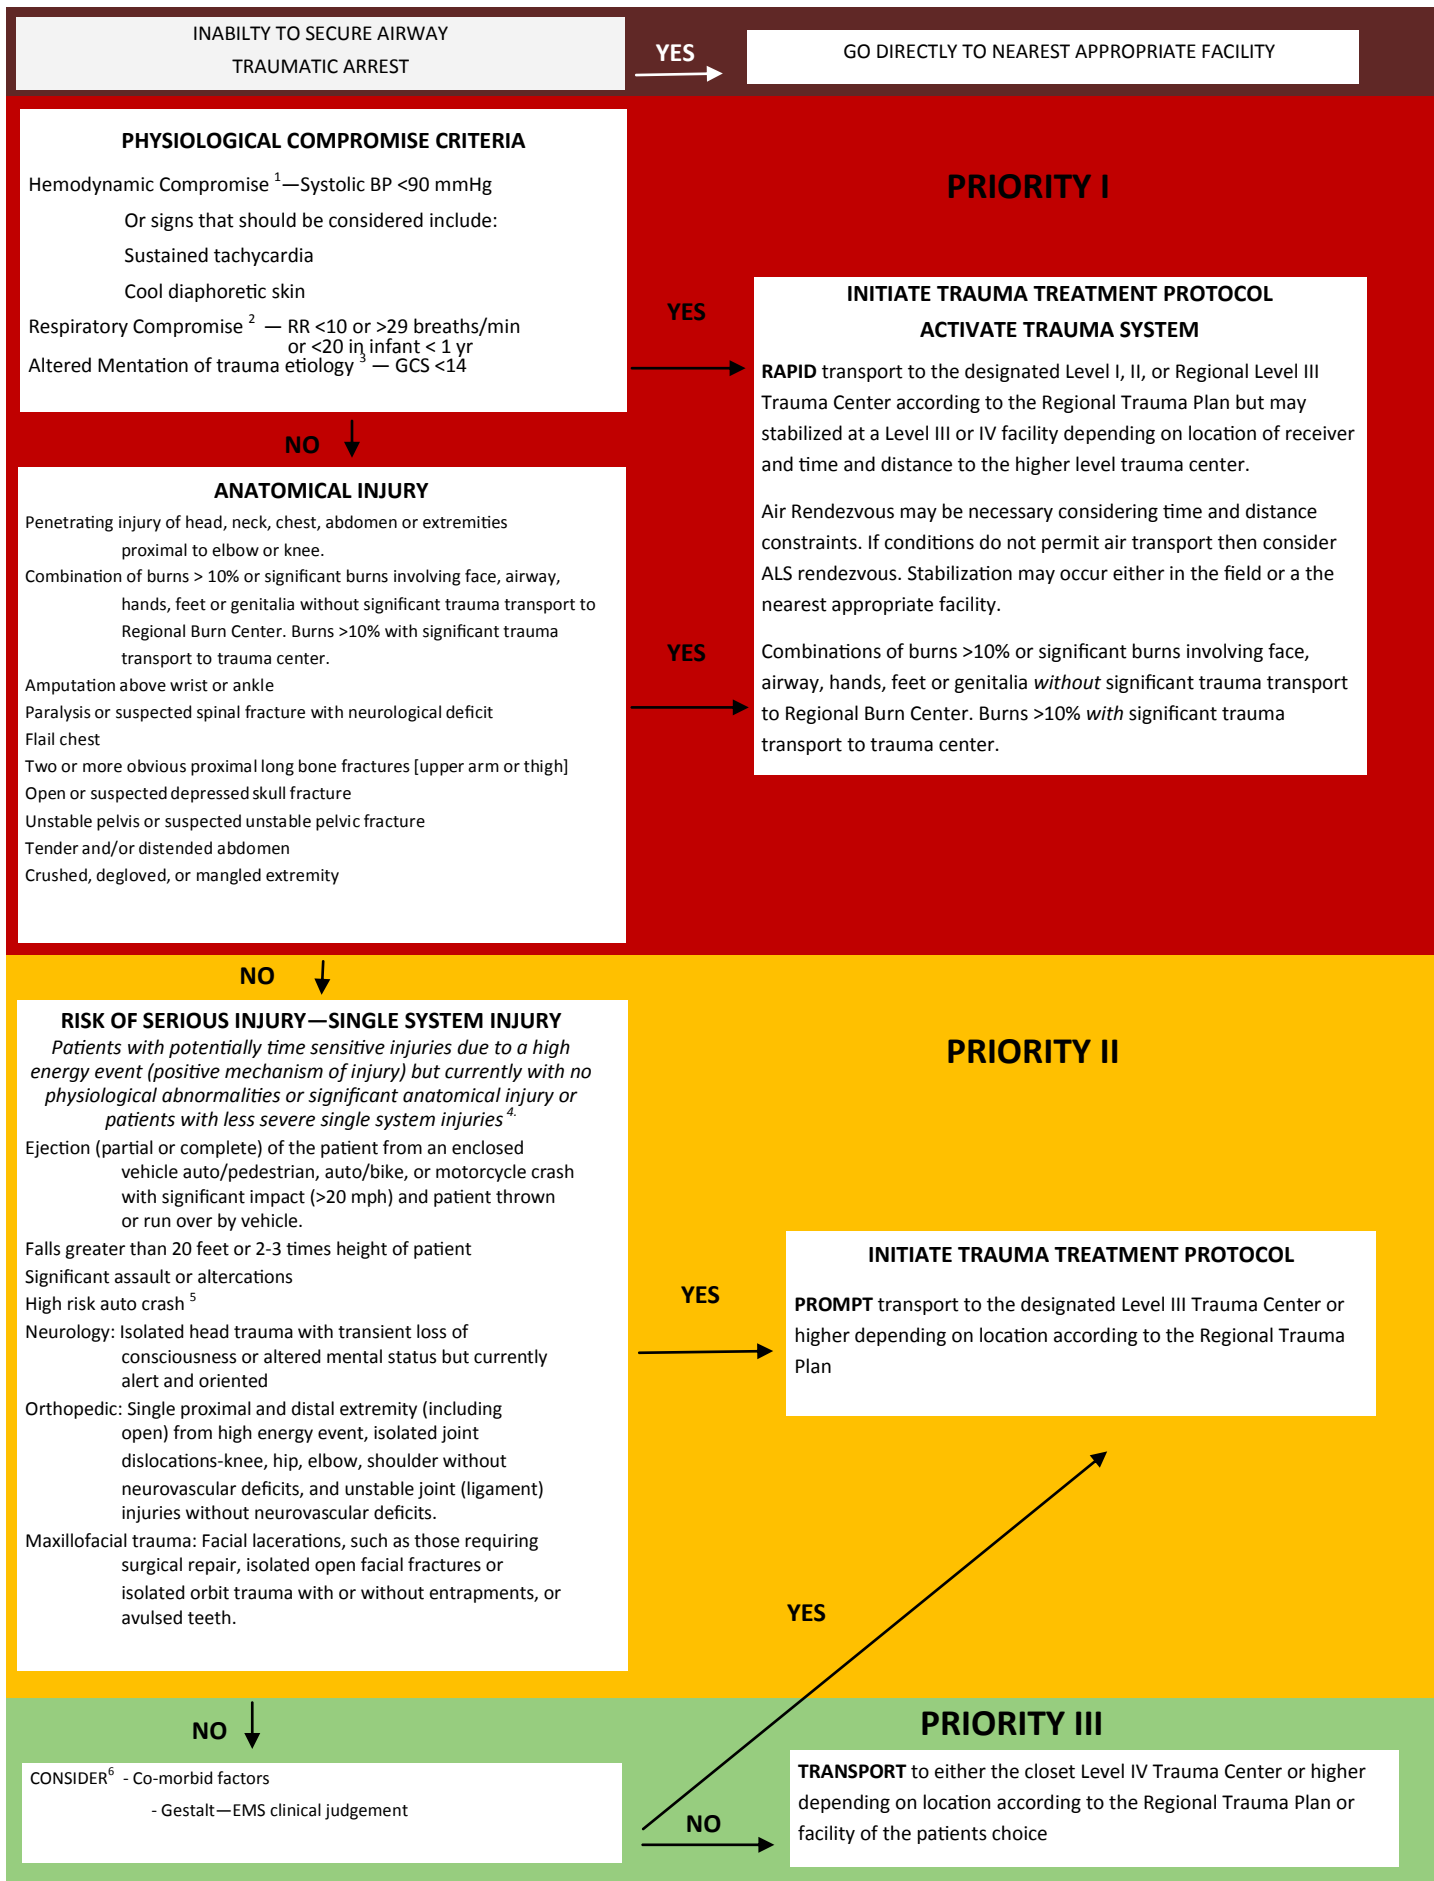 INABILTY TO SECURE AIRWAY
TRAUMATIC ARREST
YES
GO DIRECTLY TO NEAREST APPROPRIATE FACILITY
PHYSIOLOGICAL COMPROMISE CRITERIA
Hemodynamic Compromise 1—Systolic BP <90 mmHg
Or signs that should be considered include:
Sustained tachycardia
Cool diaphoretic skin
Respiratory Compromise 2 — RR <10 or >29 breaths/min
or <20 in infant < 1 yr
Altered Mentation of trauma etiology 3 — GCS <14
PRIORITY I
YES
INITIATE TRAUMA TREATMENT PROTOCOL
ACTIVATE TRAUMA SYSTEM
RAPID transport to the designated Level I, II, or Regional Level III
Trauma Center according to the Regional Trauma Plan but may
stabilized at a Level III or IV facility depending on location of receiver
and time and distance to the higher level trauma center.
Air Rendezvous may be necessary considering time and distance
constraints. If conditions do not permit air transport then consider
ALS rendezvous. Stabilization may occur either in the field or a the
nearest appropriate facility.
Combinations of burns >10% or significant burns involving face,
airway, hands, feet or genitalia without significant trauma transport
to Regional Burn Center. Burns >10% with significant trauma
transport to trauma center.
NO
ANATOMICAL INJURY
Penetrating injury of head, neck, chest, abdomen or extremities
proximal to elbow or knee.
Combination of burns > 10% or significant burns involving face, airway,
hands, feet or genitalia without significant trauma transport to
Regional Burn Center. Burns >10% with significant trauma
transport to trauma center.
Amputation above wrist or ankle
Paralysis or suspected spinal fracture with neurological deficit
Flail chest
Two or more obvious proximal long bone fractures [upper arm or thigh]
Open or suspected depressed skull fracture
Unstable pelvis or suspected unstable pelvic fracture
Tender and/or distended abdomen
Crushed, degloved, or mangled extremity
YES
NO
RISK OF SERIOUS INJURY—SINGLE SYSTEM INJURY
Patients with potentially time sensitive injuries due to a high
energy event (positive mechanism of injury) but currently with no
physiological abnormalities or significant anatomical injury or
patients with less severe single system injuries 4.
Ejection (partial or complete) of the patient from an enclosed
vehicle auto/pedestrian, auto/bike, or motorcycle crash
with significant impact (>20 mph) and patient thrown
or run over by vehicle.
Falls greater than 20 feet or 2-3 times height of patient
Significant assault or altercations
High risk auto crash 5
Neurology: Isolated head trauma with transient loss of
consciousness or altered mental status but currently
alert and oriented
Orthopedic: Single proximal and distal extremity (including
open) from high energy event, isolated joint
dislocations-knee, hip, elbow, shoulder without
neurovascular deficits, and unstable joint (ligament)
injuries without neurovascular deficits.
Maxillofacial trauma: Facial lacerations, such as those requiring
surgical repair, isolated open facial fractures or
isolated orbit trauma with or without entrapments, or
avulsed teeth.
PRIORITY II
YES
INITIATE TRAUMA TREATMENT PROTOCOL
PROMPT transport to the designated Level III Trauma Center or
higher depending on location according to the Regional Trauma
Plan
YES
NO
CONSIDER6 - Co-morbid factors
- Gestalt—EMS clinical judgement
NO
PRIORITY III
TRANSPORT to either the closet Level IV Trauma Center or higher
depending on location according to the Regional Trauma Plan or
facility of the patients choice